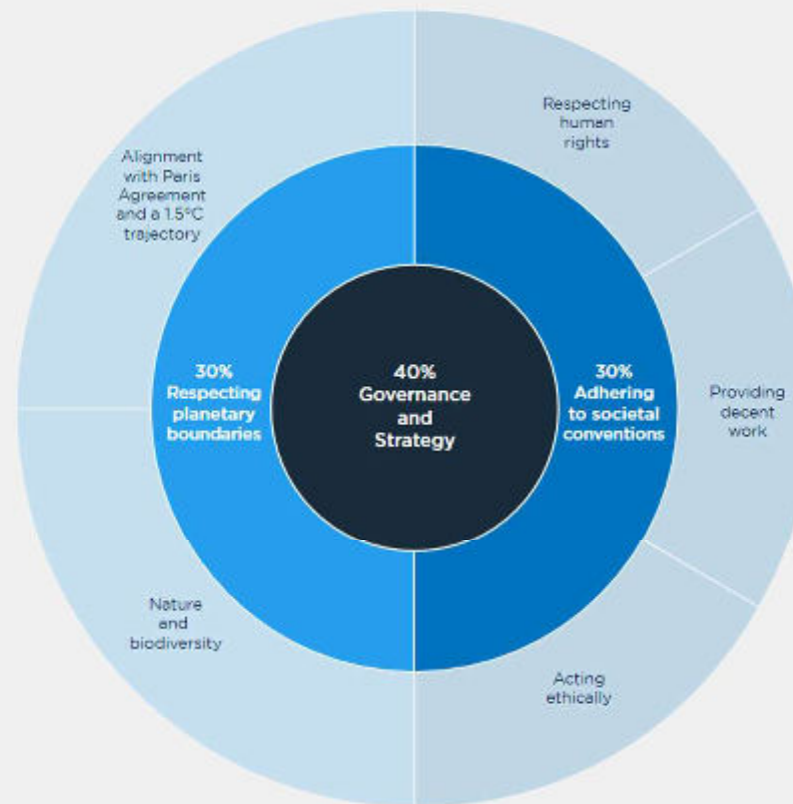 Respecting
human
rights
Alignment
with Paris
Agreement
and a 1.5°C
trajectory
30%
Respecting
planetary
boundaries
40%
Governance
and
Strategy
30%
Adhering
to societal
conventions
Providing
decent
work
Nature
and
biodiversity
Acting
ethically